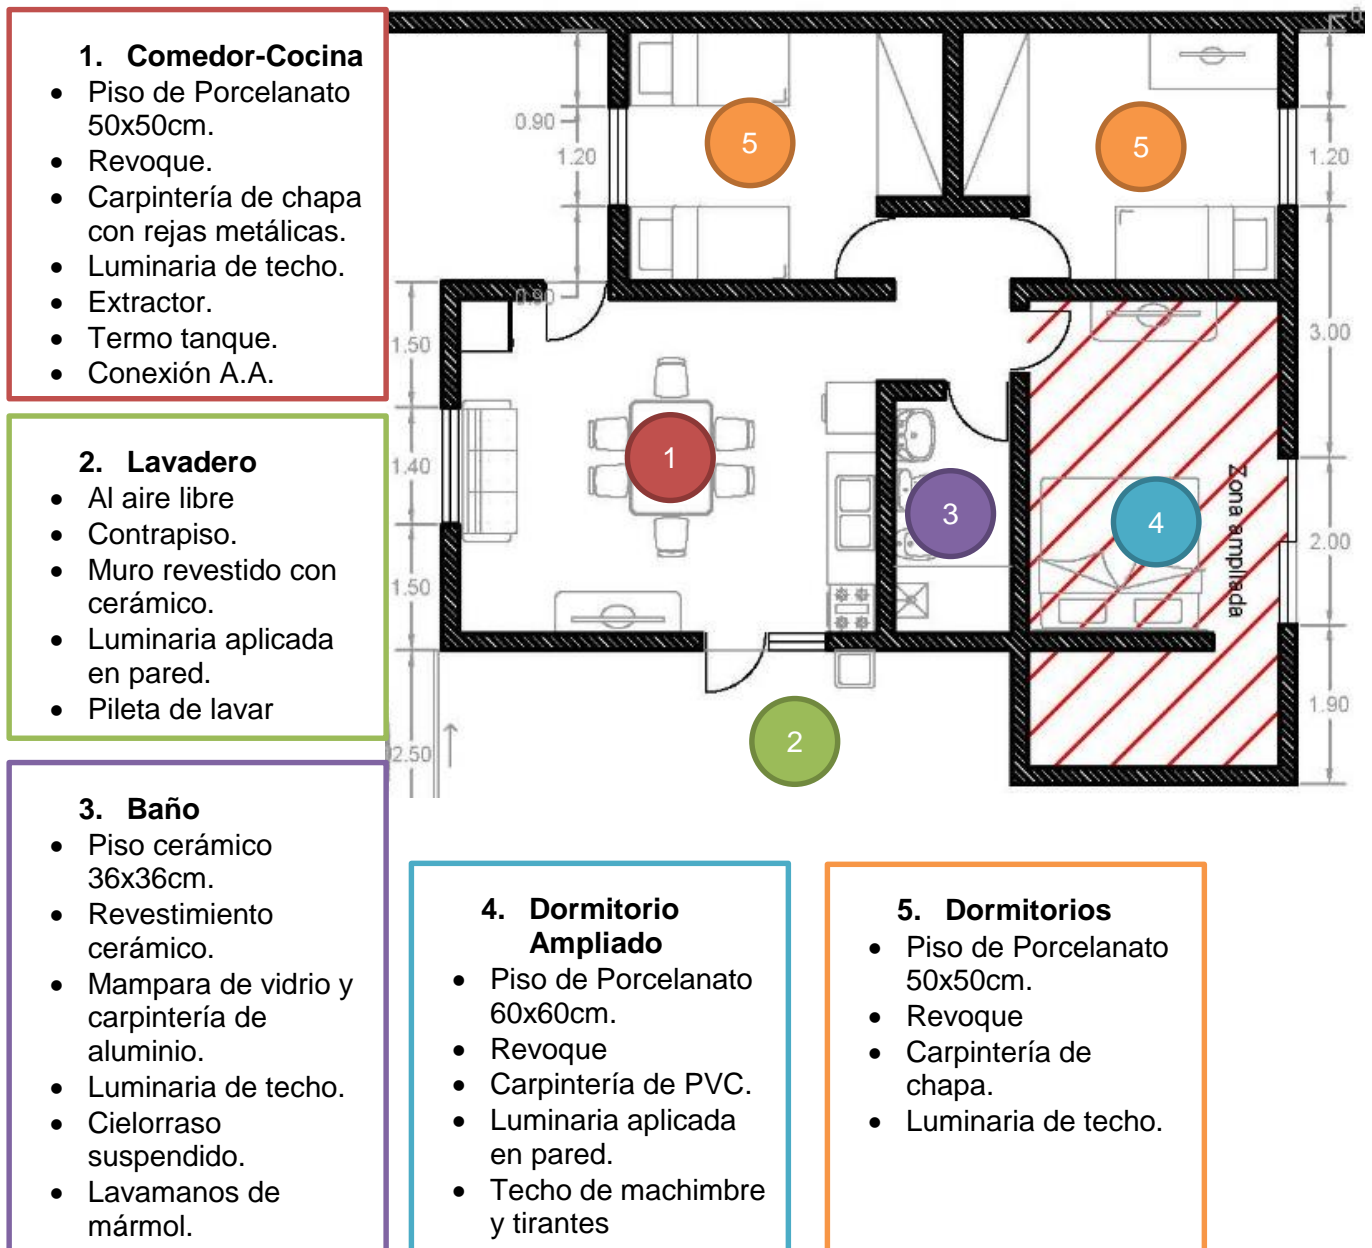 1. Comedor-Cocina
• Piso de Porcelanato
50x50cm.
• Revoque.
• Carpintería de chapa
con rejas metálicas.
• Luminaria de techo.
• Extractor.
• Termo tanque.
• Conexión A.A.
2. Lavadero
• Al aire libre
• Contrapiso.
• Muro revestido con
cerámico.
• Luminaria aplicada
en pared.
• Pileta de lavar
3. Baño
• Piso cerámico
36x36cm.
• Revestimiento
cerámico.
• Mampara de vidrio y
carpintería de
aluminio.
• Luminaria de techo.
• Cielorraso
suspendido.
• Lavamanos de
mármol.
4. Dormitorio
Ampliado
• Piso de Porcelanato
60x60cm.
• Revoque
• Carpintería de PVC.
• Luminaria aplicada
en pared.
• Techo de machimbre
y tirantes
5. Dormitorios
• Piso de Porcelanato
50x50cm.
• Revoque
• Carpintería de
chapa.
• Luminaria de techo.
0.90
1.20
0.90
1.50
1.40
1.50
2.50
5
5
1
3
4
2
Zona ampliada
1.20
3.00
2.00
1.90